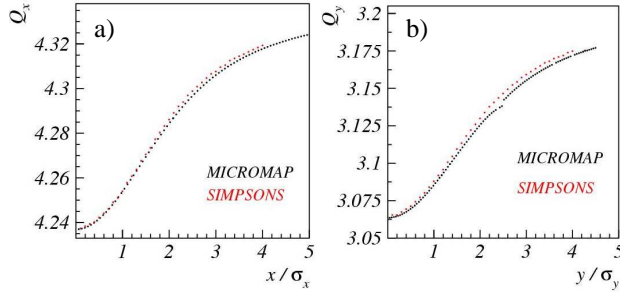 Q_x
a)
4.32
4.3
4.28
4.26
4.24
MICROMAP
SIMPSONS
1
2
3
4
5
x / σ_x
Q_y
b)
3.2
3.175
3.15
3.125
3.1
3.075
3.05
MICROMAP
SIMPSONS
1
2
3
4
5
y / σ_y